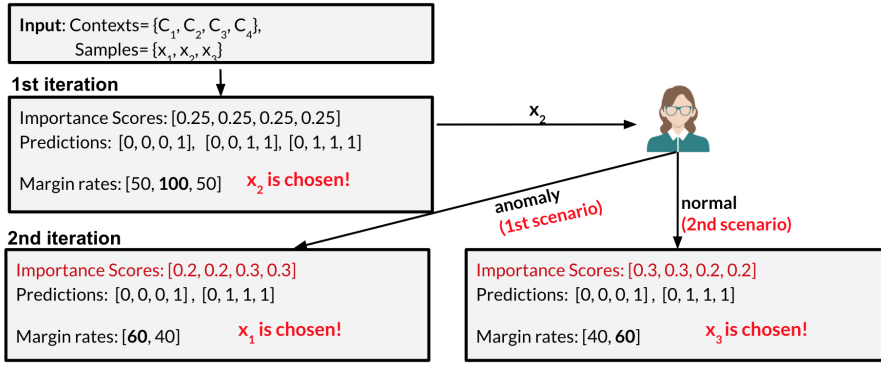 Input: Contexts= {C₁, C₂, C₃, C₄},
Samples= {x₁, x₂, x₃}
1st iteration
Importance Scores: [0.25, 0.25, 0.25, 0.25]
Predictions: [0, 0, 0, 1], [0, 0, 1, 1], [0, 1, 1, 1]
Margin rates: [50, 100, 50] x₂ is chosen!
x₂
anomaly
(1st scenario)
normal
(2nd scenario)
2nd iteration
Importance Scores: [0.2, 0.2, 0.3, 0.3]
Predictions: [0, 0, 0, 1] , [0, 1, 1, 1]
Margin rates: [60, 40] x₁ is chosen!
Importance Scores: [0.3, 0.3, 0.2, 0.2]
Predictions: [0, 0, 0, 1] , [0, 1, 1, 1]
Margin rates: [40, 60] x₃ is chosen!